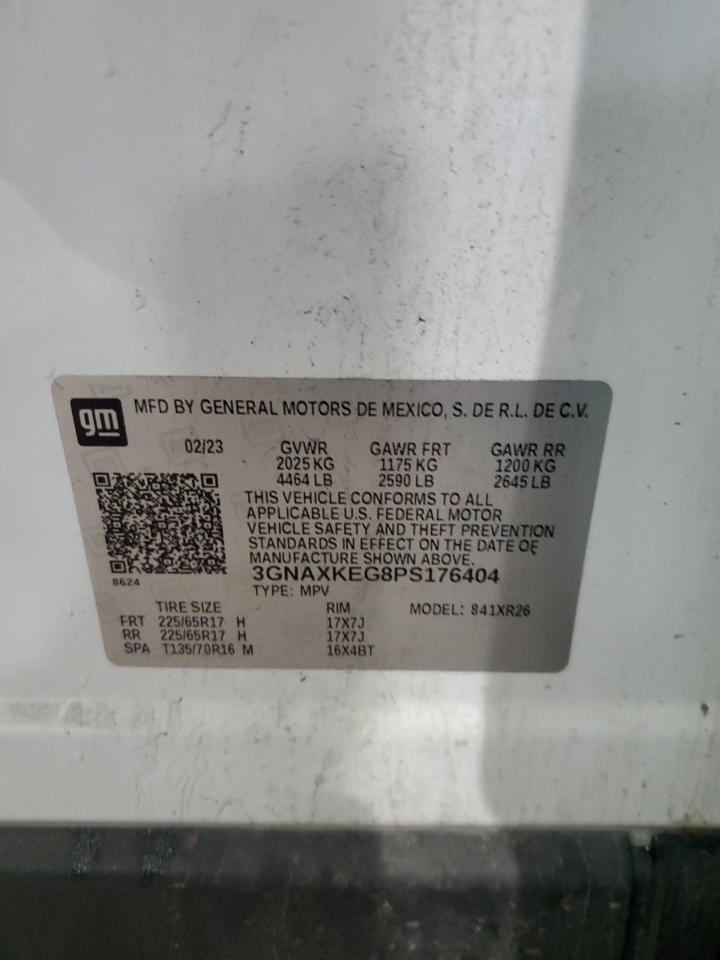 gm MFD BY GENERAL MOTORS DE MEXICO, S. DE R.L. DE C.V.
02/23 GVWR GAWR FRT GAWR RR
2025 KG 1175 KG 1200 KG
4464 LB 2590 LB 2645 LB
THIS VEHICLE CONFORMS TO ALL
APPLICABLE U.S. FEDERAL MOTOR
VEHICLE SAFETY AND THEFT PREVENTION
STANDARDS IN EFFECT ON THE DATE OF
MANUFACTURE SHOWN ABOVE.
3GNAXKEG8PS176404
8624
TYPE: MPV
TIRE SIZE RIM MODEL: 841XR26
FRT 225/65R17 H 17X7J
RR 225/65R17 H 17X7J
SPA T135/70R16 M 16X4BT